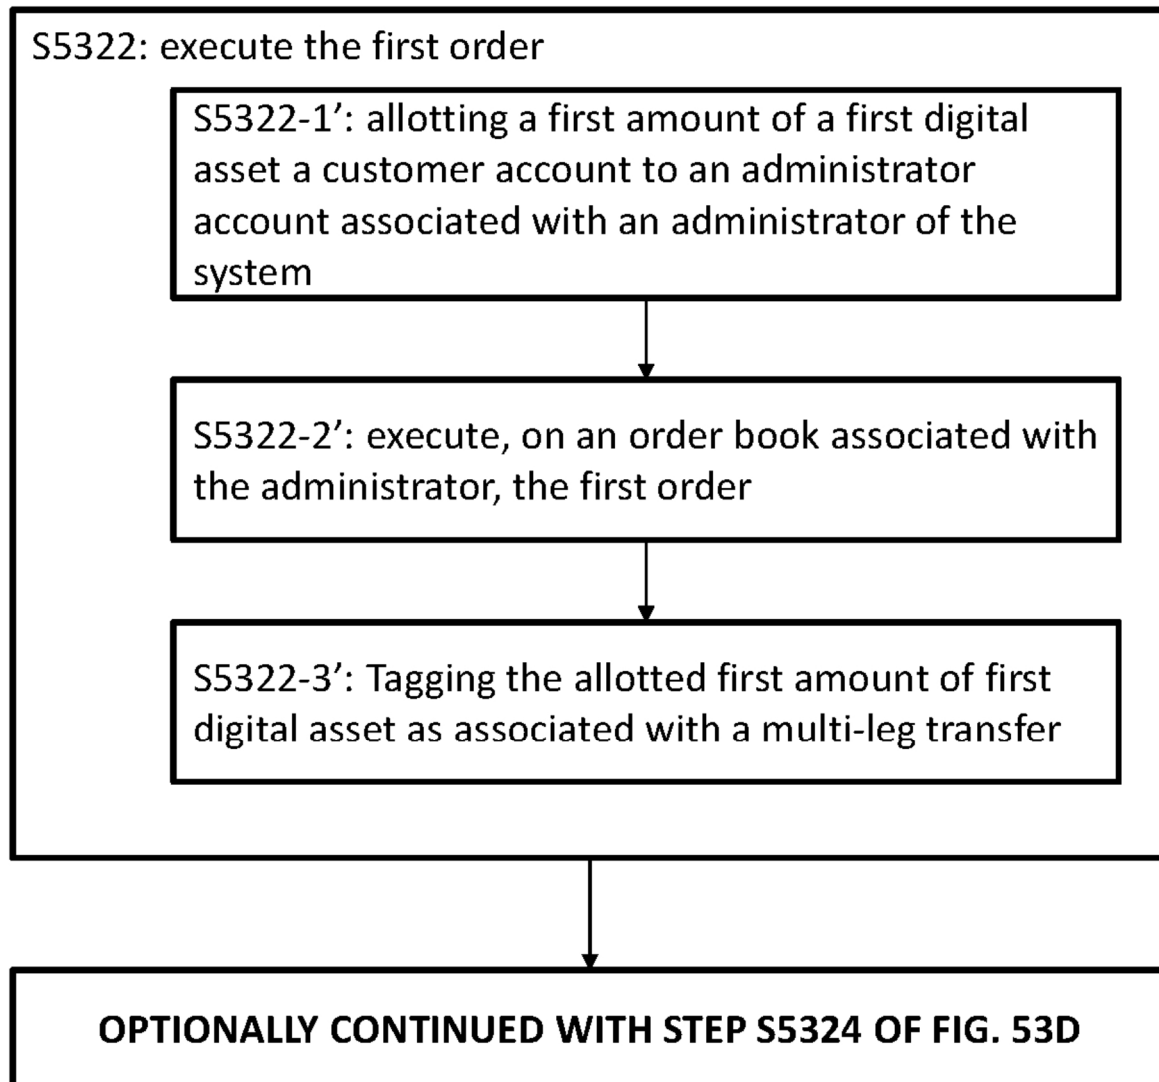 S5322: execute the first order
S5322-1’: allotting a first amount of a first digital
asset a customer account to an administrator
account associated with an administrator of the
system
S5322-2’: execute, on an order book associated with
the administrator, the first order
S5322-3’: Tagging the allotted first amount of first
digital asset as associated with a multi-leg transfer
OPTIONALLY CONTINUED WITH STEP S5324 OF FIG. 53D